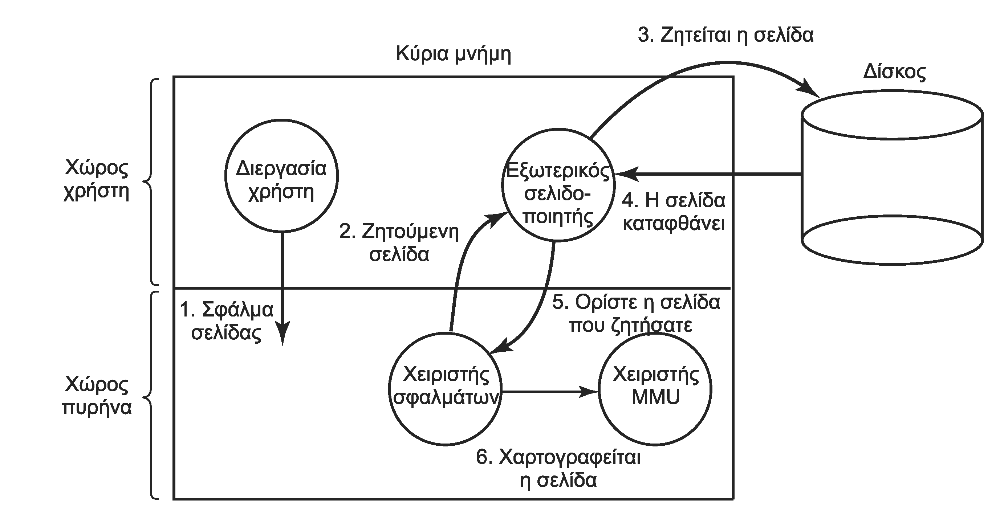 3. Ζητείται η σελίδα
Κύρια μνήμη
Δίσκος
Χώρος
χρήστη
Διεργασία
χρήστη
Εξωτερικός
σελιδο-
ποιητής
4. Η σελίδα
καταφθάνει
2. Ζητούμενη
σελίδα
1. Σφάλμα
σελίδας
5. Ορίστε η σελίδα
που ζητήσατε
Χώρος
πυρήνα
Χειριστής
σφαλμάτων
Χειριστής
MMU
6. Χαρτογραφείται
η σελίδα